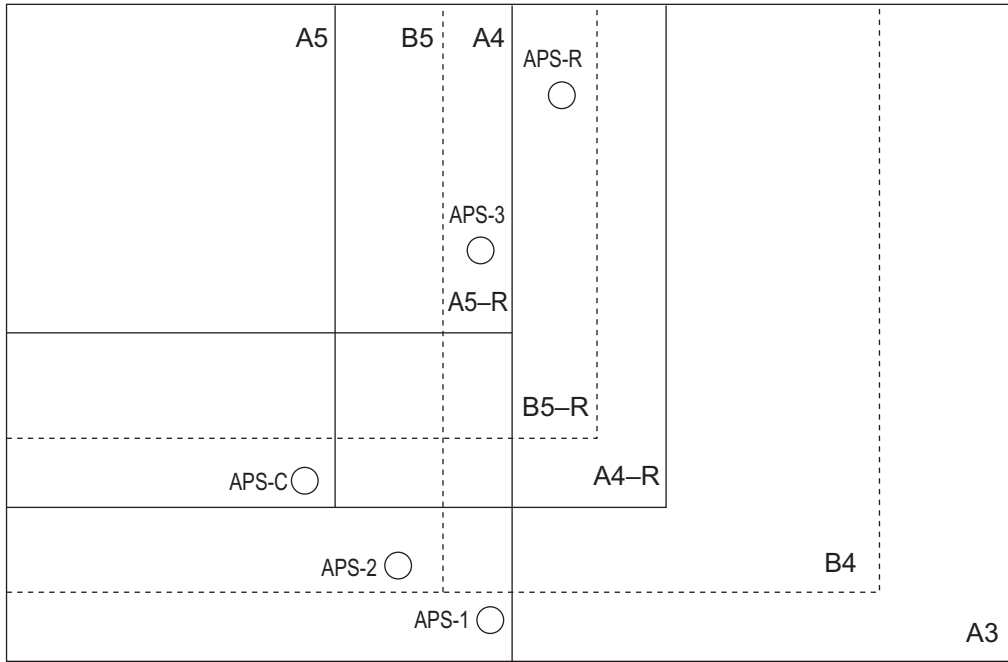 A5
B5
A4
APS-R
APS-3
A5–R
B5–R
APS-C
A4–R
APS-2
B4
APS-1
A3